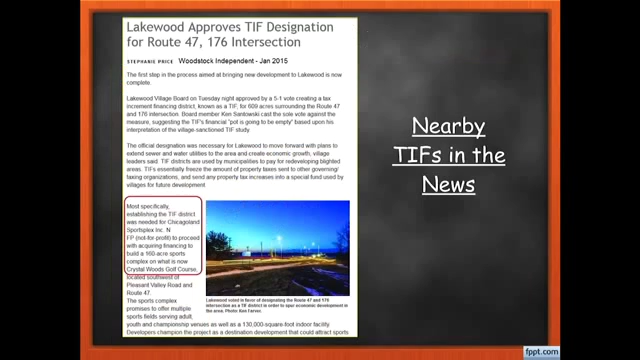 Lakewood Approves TIF Designation
for Route 47, 176 Intersection
STEPHANIE PRICE Woodstock Independent - Jan 2015
The first step in the process aimed at bringing new development to Lakewood is now
complete.
Lakewood Village Board on Tuesday night approved by a 5-1 vote creating a tax
increment financing district, known as a TIF, for 609 acres surrounding the Route 47
and 176 intersection. Board member Ken Santowski cast the sole vote against the
measure, suggesting the TIF's financial "pot is going to be empty" based upon his
interpretation of the village-sanctioned TIF study.
The official designation was necessary for Lakewood to move forward with plans to
extend sewer and water utilities to the area and create economic growth, village
leaders said. TIF districts are used by municipalities to pay for redeveloping blighted
areas. TIFs essentially freeze the amount of property taxes sent to other governing/
taxing organizations, and send any property tax increases into a special fund used by
villages for future development.
Most specifically,
establishing the TIF district
was needed for Chicagoland
Sportsplex Inc. N
FP (not-for-profit) to proceed
with acquiring financing to
build a 160-acre sports
complex on what is now
Crystal Woods Golf Course,
located southwest of
Pleasant Valley Road and
Route 47.
The sports complex
promises to offer multiple
sports fields serving adult,
youth and championship venues as well as a 130,000-square-foot indoor facility.
Developers champion the project as a destination development that could attract sports
Lakewood voted in favor of designating the Route 47 and 176
intersection as a TIF district in order to spur economic development in
the area. Photo Ken Farver.
Nearby
TIFs in the
News
fppt.com